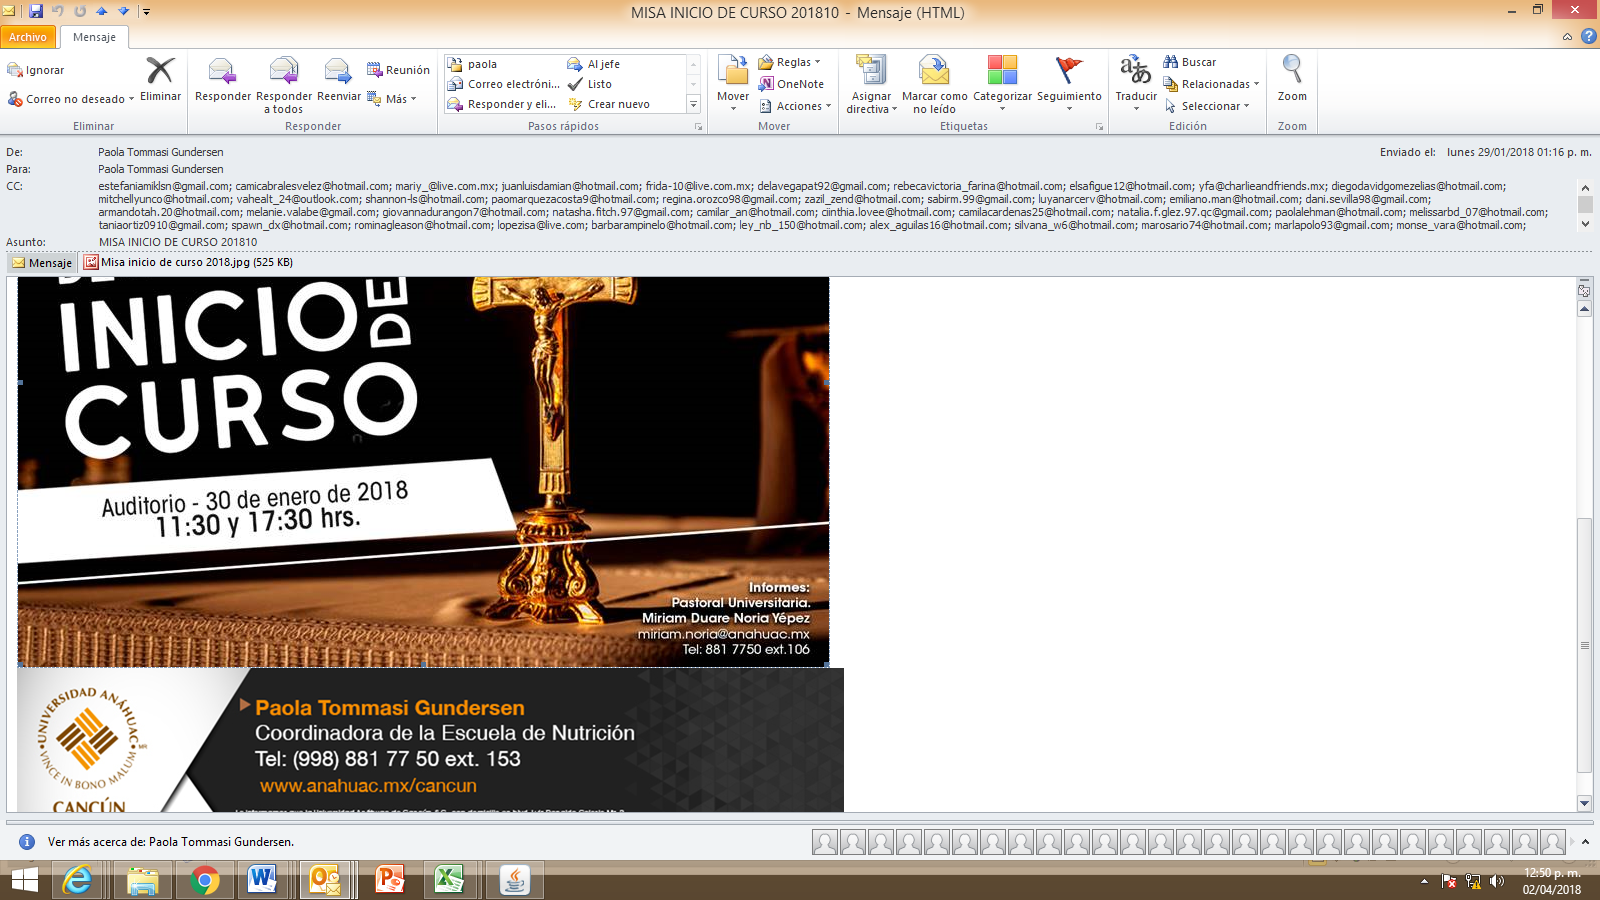 MISA INICIO DE CURSO 201810 - Mensaje (HTML)
Archivo
Mensaje
Ignorar
Correo no deseado
Eliminar
Eliminar
Responder
Responder a todos
Reenviar
Reunión
Más
Responder
paola
Correo electróni...
Responder y eli...
Al jefe
Listo
Crear nuevo
Pasos rápidos
Mover
Reglas
OneNote
Acciones
Mover
Asignar directiva
Marcar como no leído
Categorizar
Seguimiento
Etiquetas
Traducir
Buscar
Relacionadas
Seleccionar
Edición
Zoom
Zoom
De: Paola Tommasi Gundersen
Enviado el: lunes 29/01/2018 01:16 p. m.
Para: Paola Tommasi Gundersen
CC: estefaniamiklsn@gmail.com; camicabralesvelez@hotmail.com; mariy_@live.com.mx; juanluisdamian@hotmail.com; frida-10@live.com.mx; delavegapat92@gmail.com; rebecavictoria_farina@hotmail.com; elsafigue12@hotmail.com; yfa@charlieandfriends.mx; diegodavidgomezelias@hotmail.com;
mitchellyunco@hotmail.com; vahealt_24@outlook.com; shannon-ls@hotmail.com; paomarquezacosta9@hotmail.com; regina.orozco98@gmail.com; zazil_zend@hotmail.com; sabirm.99@gmail.com; luyanarcerv@hotmail.com; emiliano.man@hotmail.com; dani.sevilla98@gmail.com;
armandotah.20@hotmail.com; melanie.valabe@gmail.com; giovannadurangon7@hotmail.com; natasha.fitch.97@gmail.com; camilar_an@hotmail.com; ciinthia.lovee@hotmail.com; camilacardenas25@hotmail.com; natalia.f.glez.97.qc@gmail.com; paolalehman@hotmail.com; melissarbd_07@hotmail.com;
taniaortiz0910@gmail.com; spawn_dx@hotmail.com; rominagleason@hotmail.com; lopezisa@live.com; barbarampinelo@hotmail.com; ley_nb_150@hotmail.com; alex_aguilas16@hotmail.com; silvana_w6@hotmail.com; marosario74@hotmail.com; marlapolo93@gmail.com; monse_vara@hotmail.com;
Asunto: MISA INICIO DE CURSO 201810
Mensaje
Misa inicio de curso 2018.jpg (525 KB)
DE
INICIO DE
CURSO
Auditorio - 30 de enero de 2018
11:30 y 17:30 hrs.
Informes:
Pastoral Universitaria.
Miriam Duare Noria Yépez
miriam.noria@anahuac.mx
Tel: 881 7750 ext.106
UNIVERSIDAD ANÁHUAC
VINCE IN BONO MALUM
MR
CANCÚN
Paola Tommasi Gundersen
Coordinadora de la Escuela de Nutrición
Tel: (998) 881 77 50 ext. 153
www.anahuac.mx/cancun
Ver más acerca de: Paola Tommasi Gundersen.
12:50 p. m.
02/04/2018